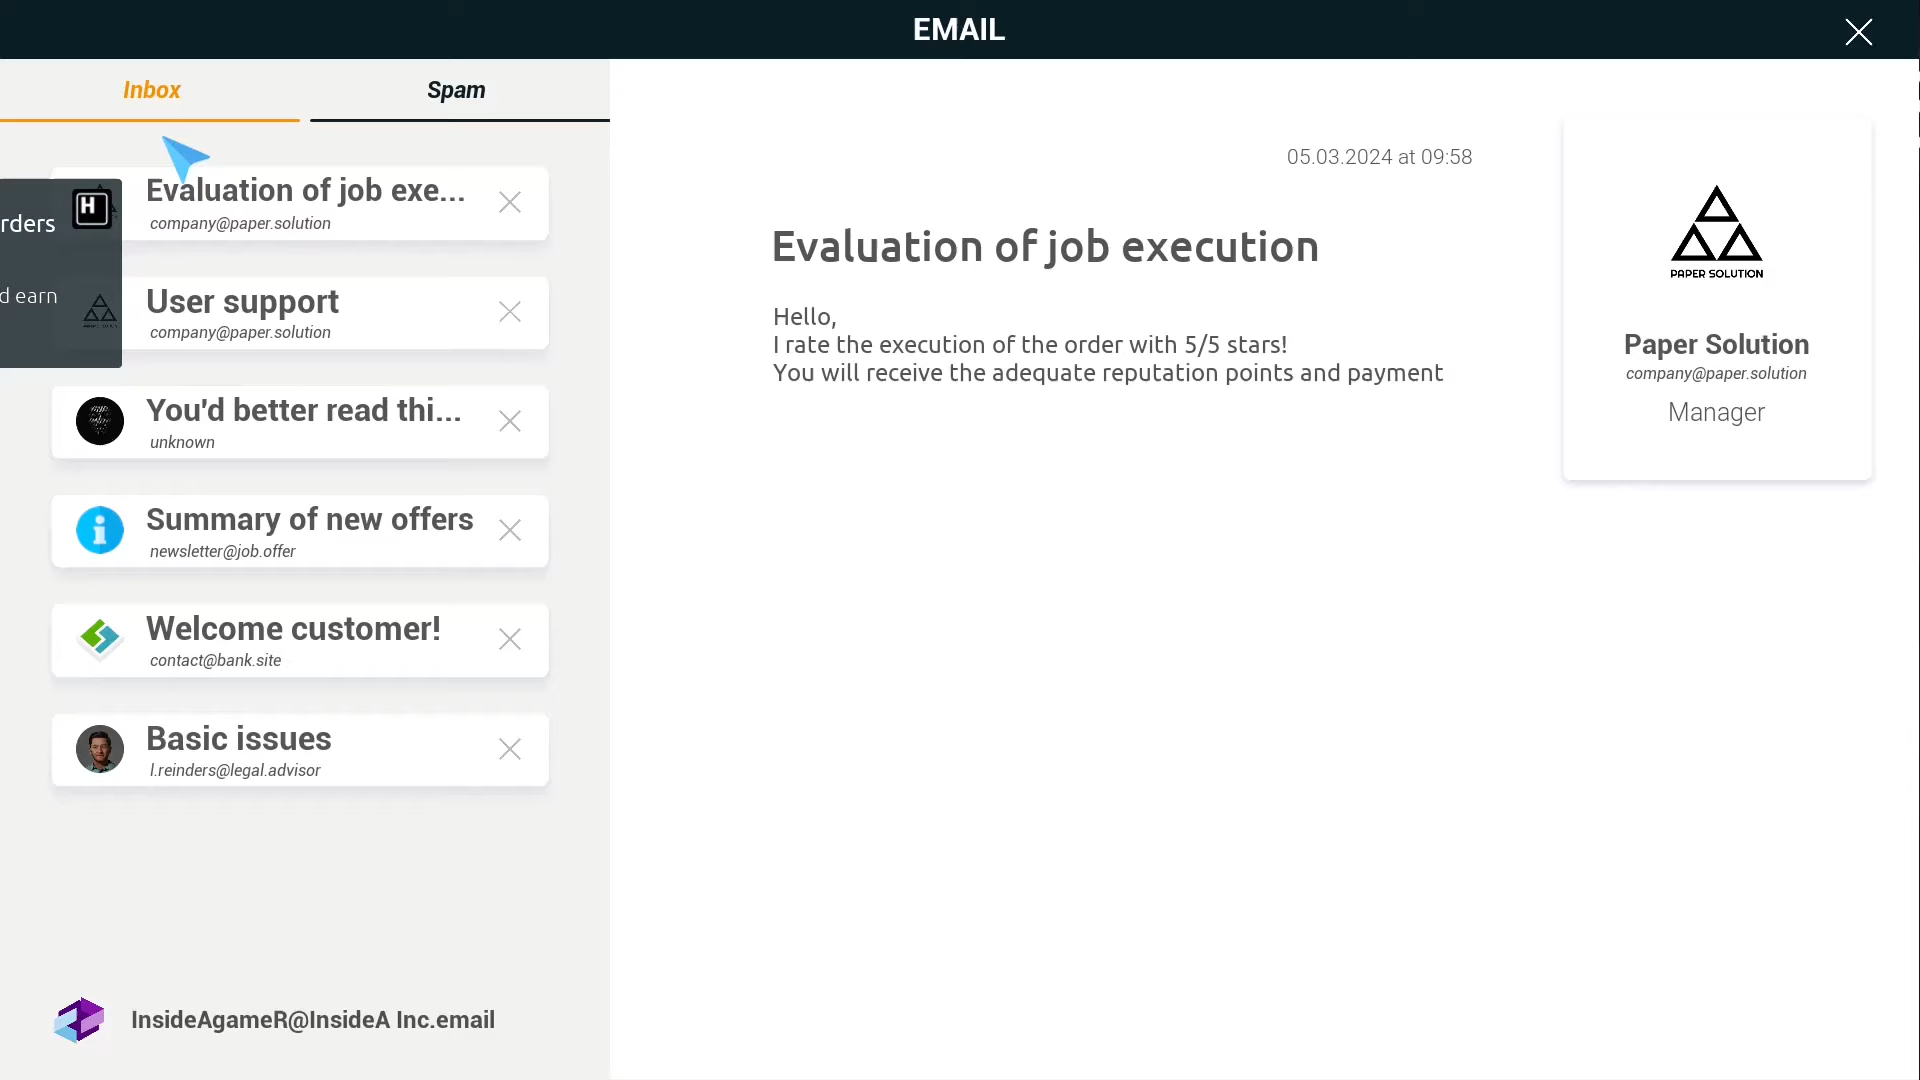 EMAIL
Inbox
Spam
Evaluation of job exe...
company@paper.solution
rders
H
d earn
User support
company@paper.solution
You'd better read thi...
unknown
Summary of new offers
newsletter@job.offer
Welcome customer!
contact@bank.site
Basic issues
l.reinders@legal.advisor
InsideAgameR@InsideA Inc.email
05.03.2024 at 09:58
Evaluation of job execution
Hello,
I rate the execution of the order with 5/5 stars!
You will receive the adequate reputation points and payment
PAPER SOLUTION
Paper Solution
company@paper.solution
Manager